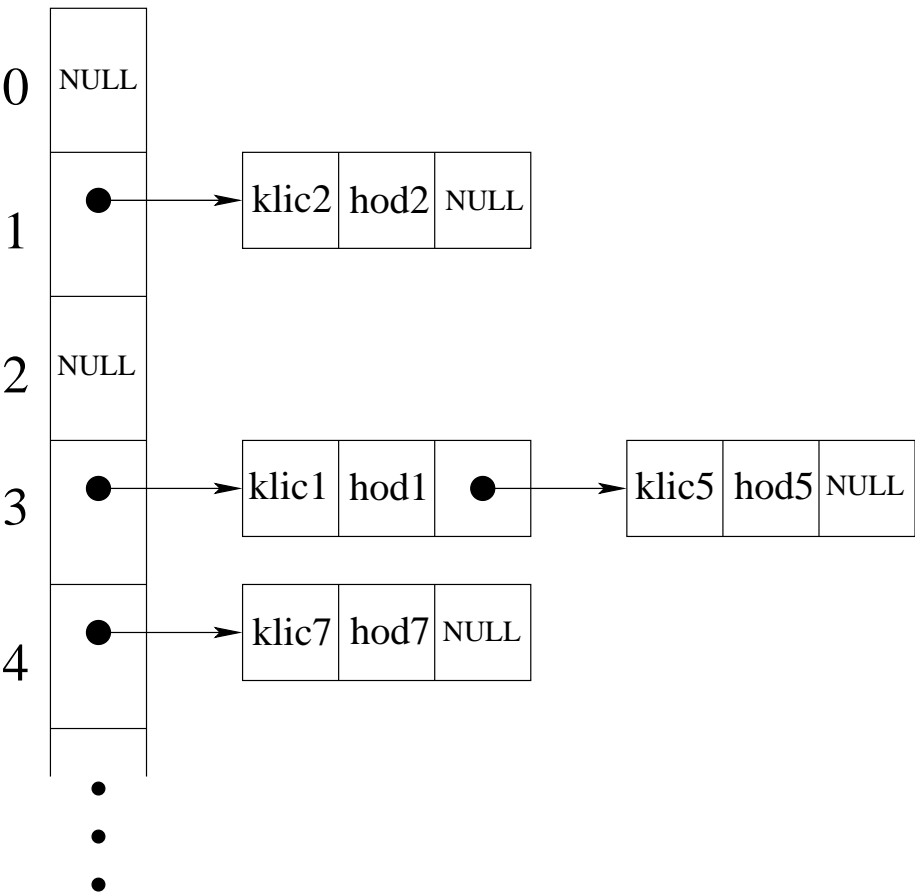 0 NULL
1 klic2 hod2 NULL
2 NULL
3 klic1 hod1 klic5 hod5 NULL
4 klic7 hod7 NULL